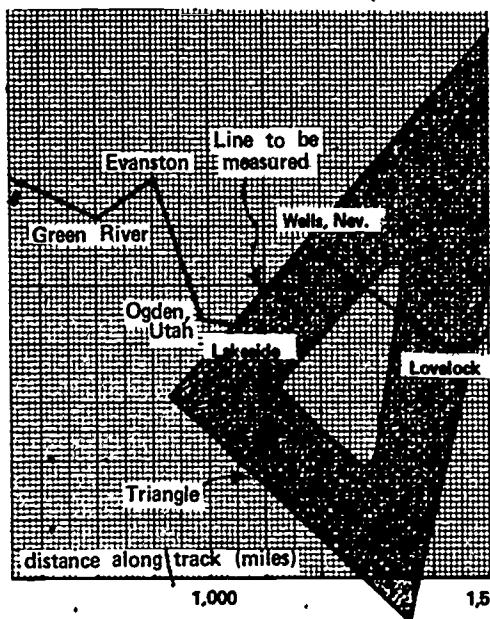 Line to be
measured
Evanston
Wells, Nev.
Green River
Ogden,
Utah
Lakeside
Lovelock
Triangle
distance along track (miles)
1,000
1,5